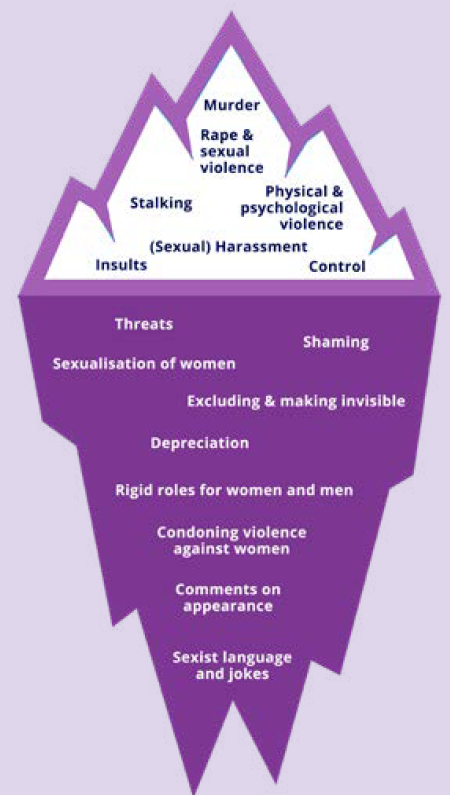 Murder
Rape &
sexual
violence
Stalking
Physical &
psychological
violence
(Sexual) Harassment
Insults
Control
Threats
Shaming
Sexualisation of women
Excluding & making invisible
Depreciation
Rigid roles for women and men
Condoning violence
against women
Comments on
appearance
Sexist language
and jokes